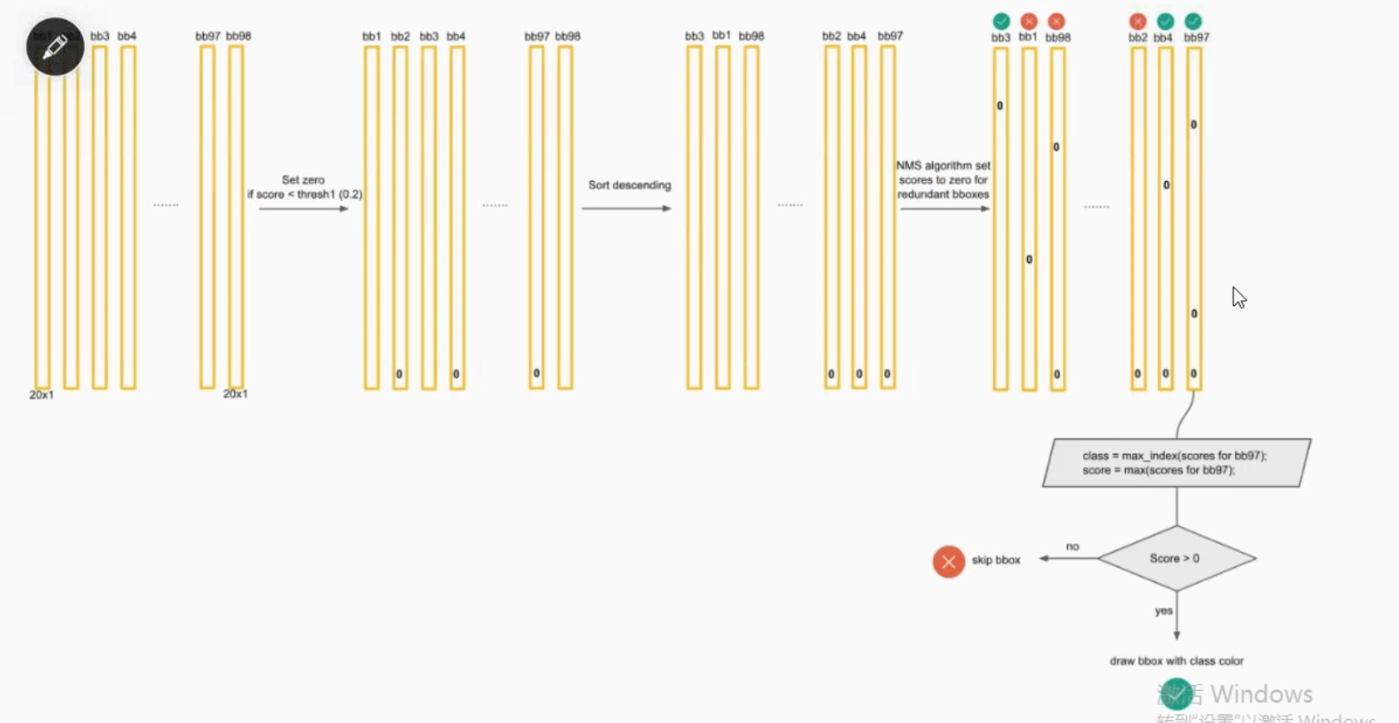 bb3 bb4
bb97 bb98
bb1 bb2 bb3 bb4
bb97 bb98
bb3 bb1 bb98
bb2 bb4 bb97
bb3 bb1 bb98
bb2 bb4 bb97
0
0
0
NMS algorithm set
scores to zero for
redundant bboxes
Set zero
if score < thresh1 (0.2)
Sort descending
0
........
........
........
........
0
0
0 0
0
0 0 0
0
0 0 0
20x1
20x1
class = max_index(scores for bb97);
score = max(scores for bb97);
Score > 0
no
skip bbox
yes
draw bbox with class color
激活 Windows
转到"设置"以激活 Windows